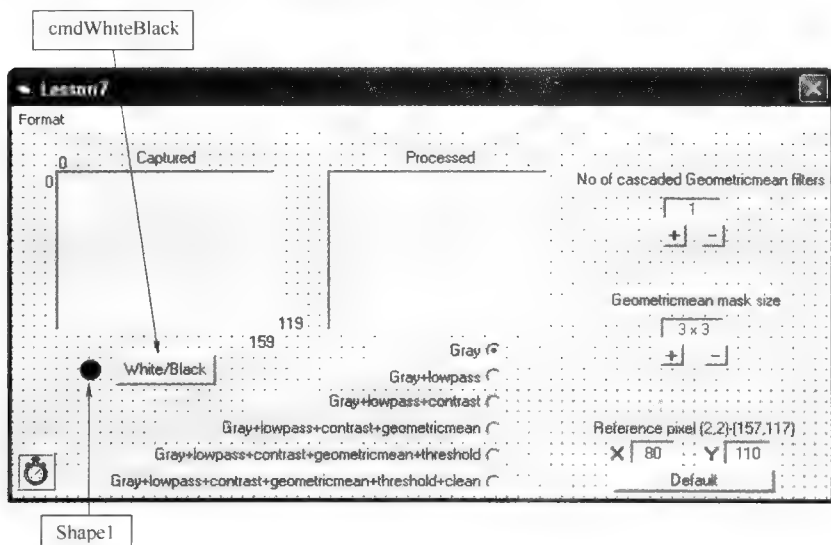 cmdWhiteBlack
Lesson7
Format
0
Captured
Processed
0
No of cascaded Geometricmean filters
1
+ -
Geometricmean mask size
119
3 x 3
159
+ -
Gray
White/Black
Gray+lowpass
Gray+lowpass+contrast
Gray+lowpass+contrast+geometricmean
Reference pixel (2,2)-(157,117)
Gray+lowpass+contrast+geometricmean+threshold
X 80 Y 110
Gray+lowpass+contrast+geometricmean+threshold+clean
Default
Shape1